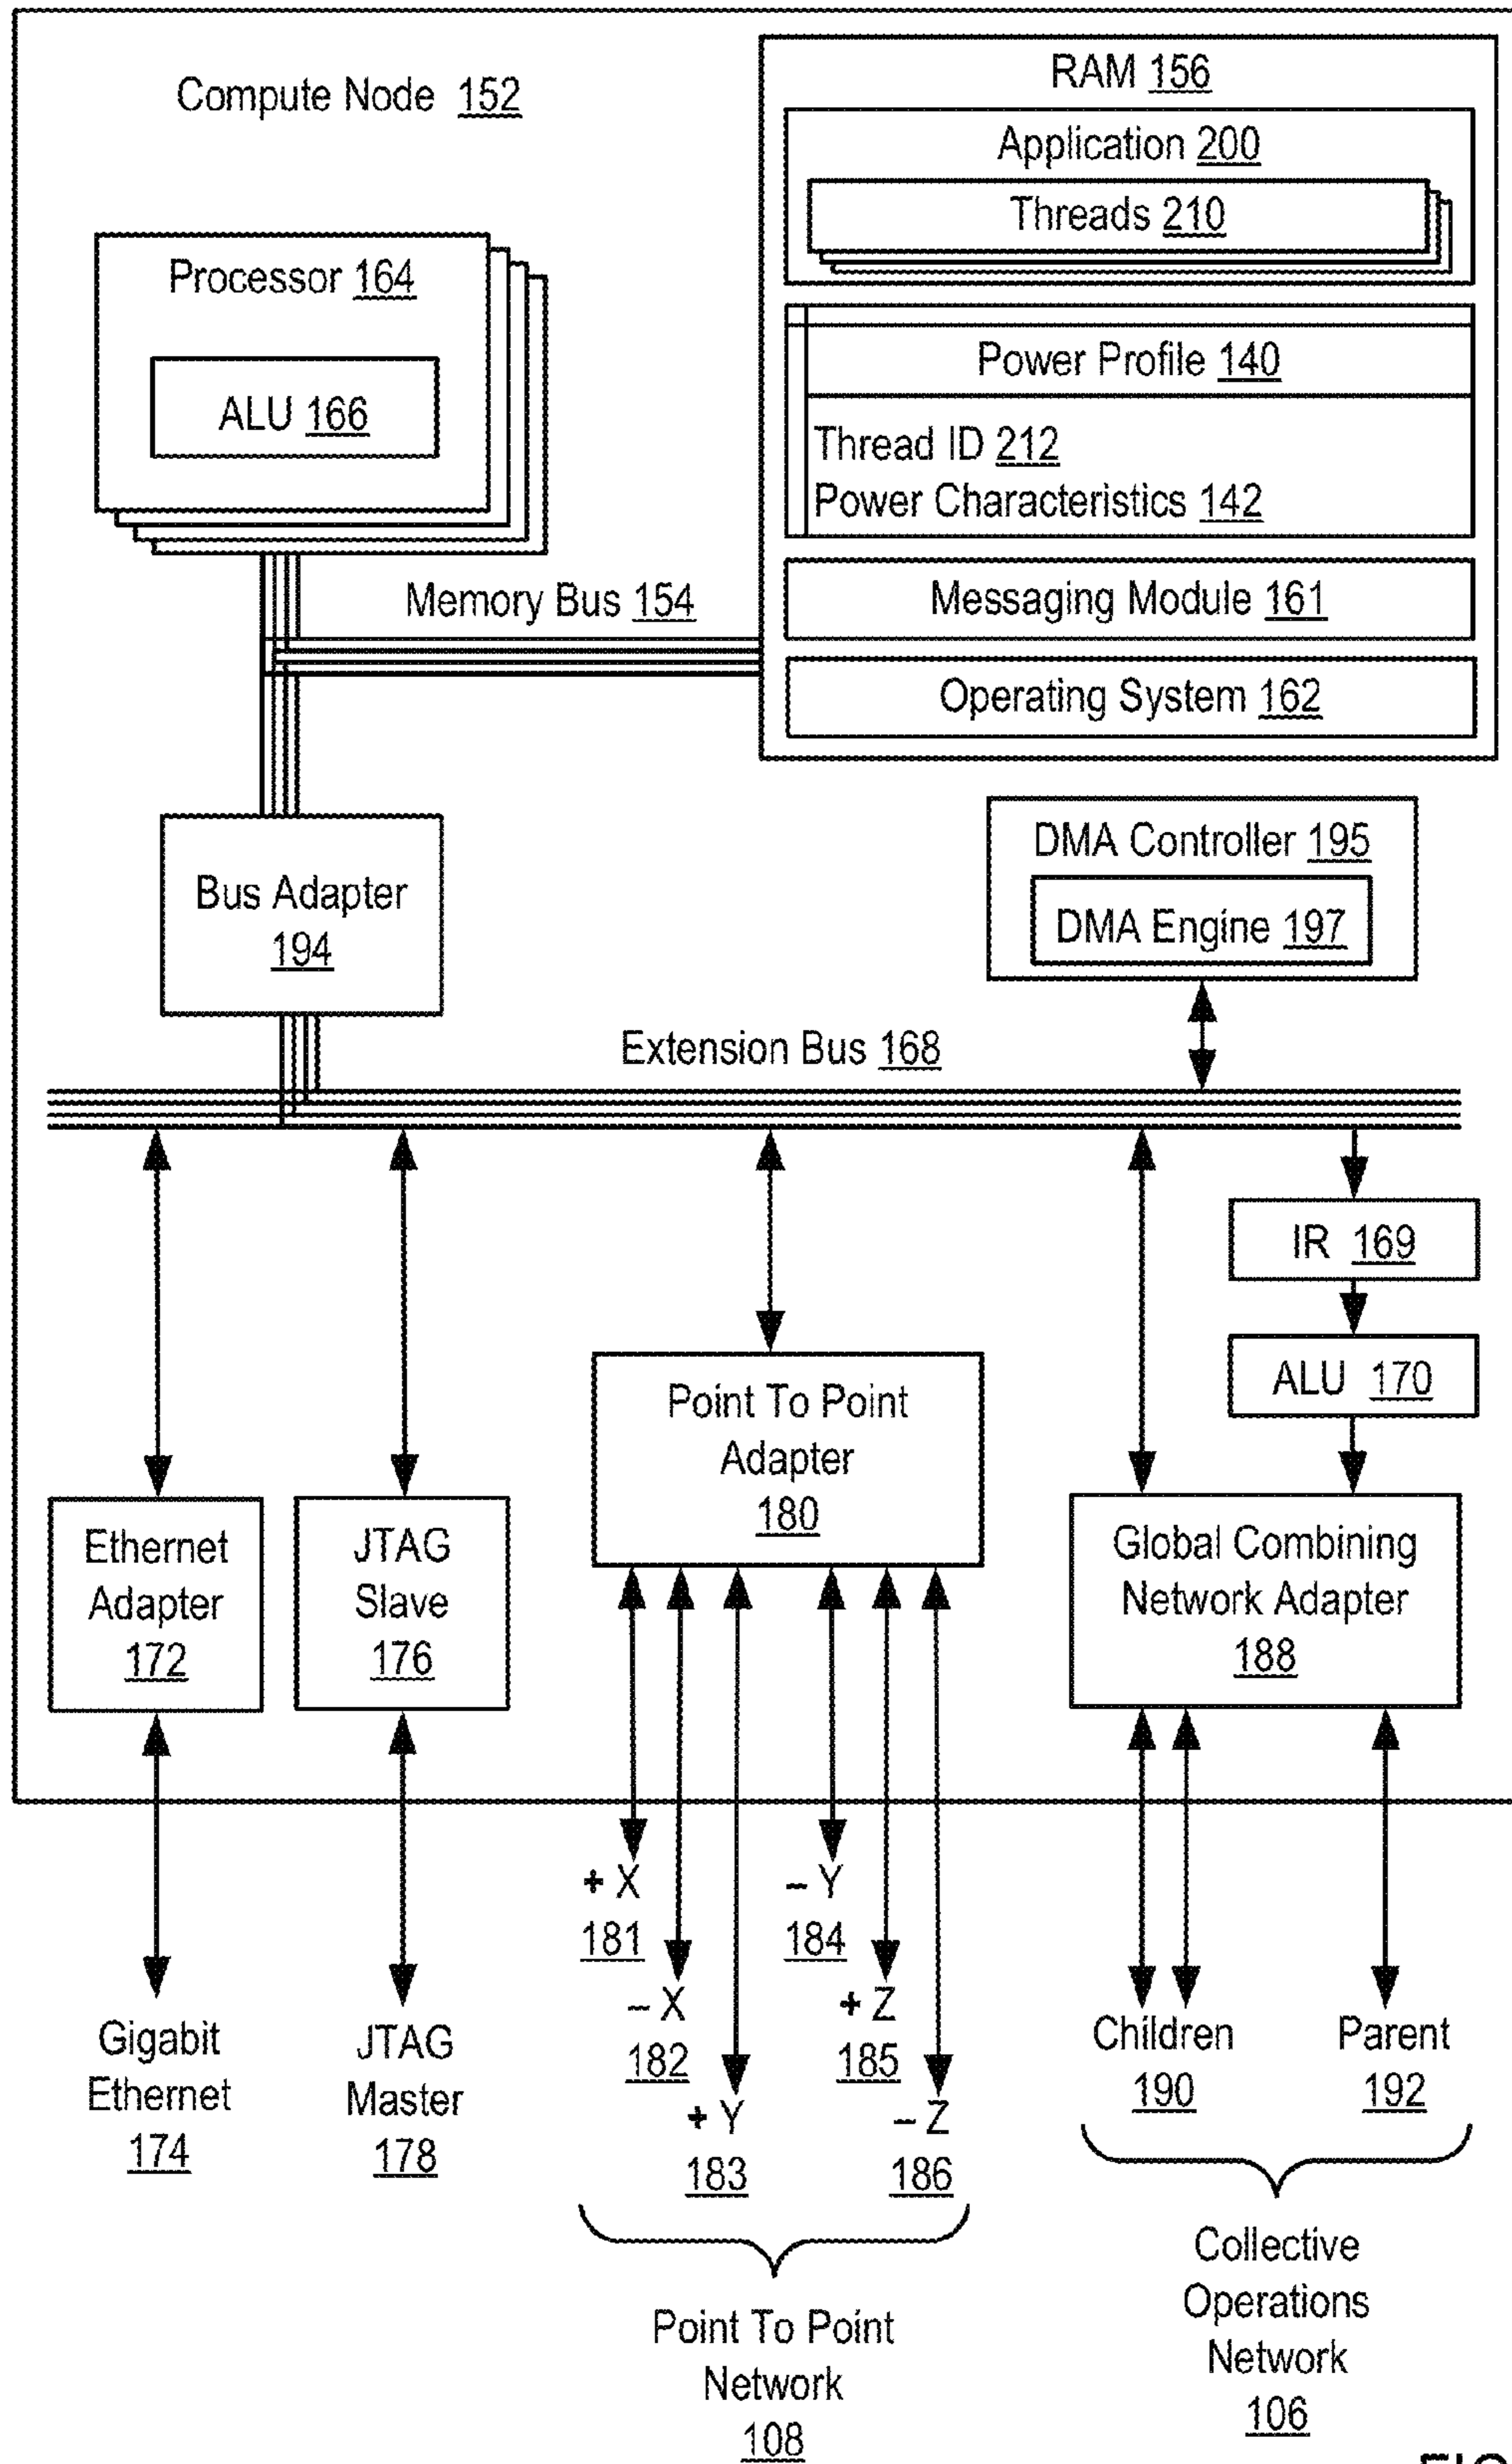 Compute Node 152
RAM 156
Application 200
Threads 210
Processor 164
ALU 166
Power Profile 140
Thread ID 212
Power Characteristics 142
Memory Bus 154
Messaging Module 161
Operating System 162
Bus Adapter
194
DMA Controller 195
DMA Engine 197
Extension Bus 168
IR 169
ALU 170
Point To Point
Adapter
180
Ethernet
Adapter
172
JTAG
Slave
176
Global Combining
Network Adapter
188
+ X
181
– X
182
+ Y
183
– Y
184
+ Z
185
– Z
186
Gigabit
Ethernet
174
JTAG
Master
178
Children
190
Parent
192
Point To Point
Network
108
Collective
Operations
Network
106